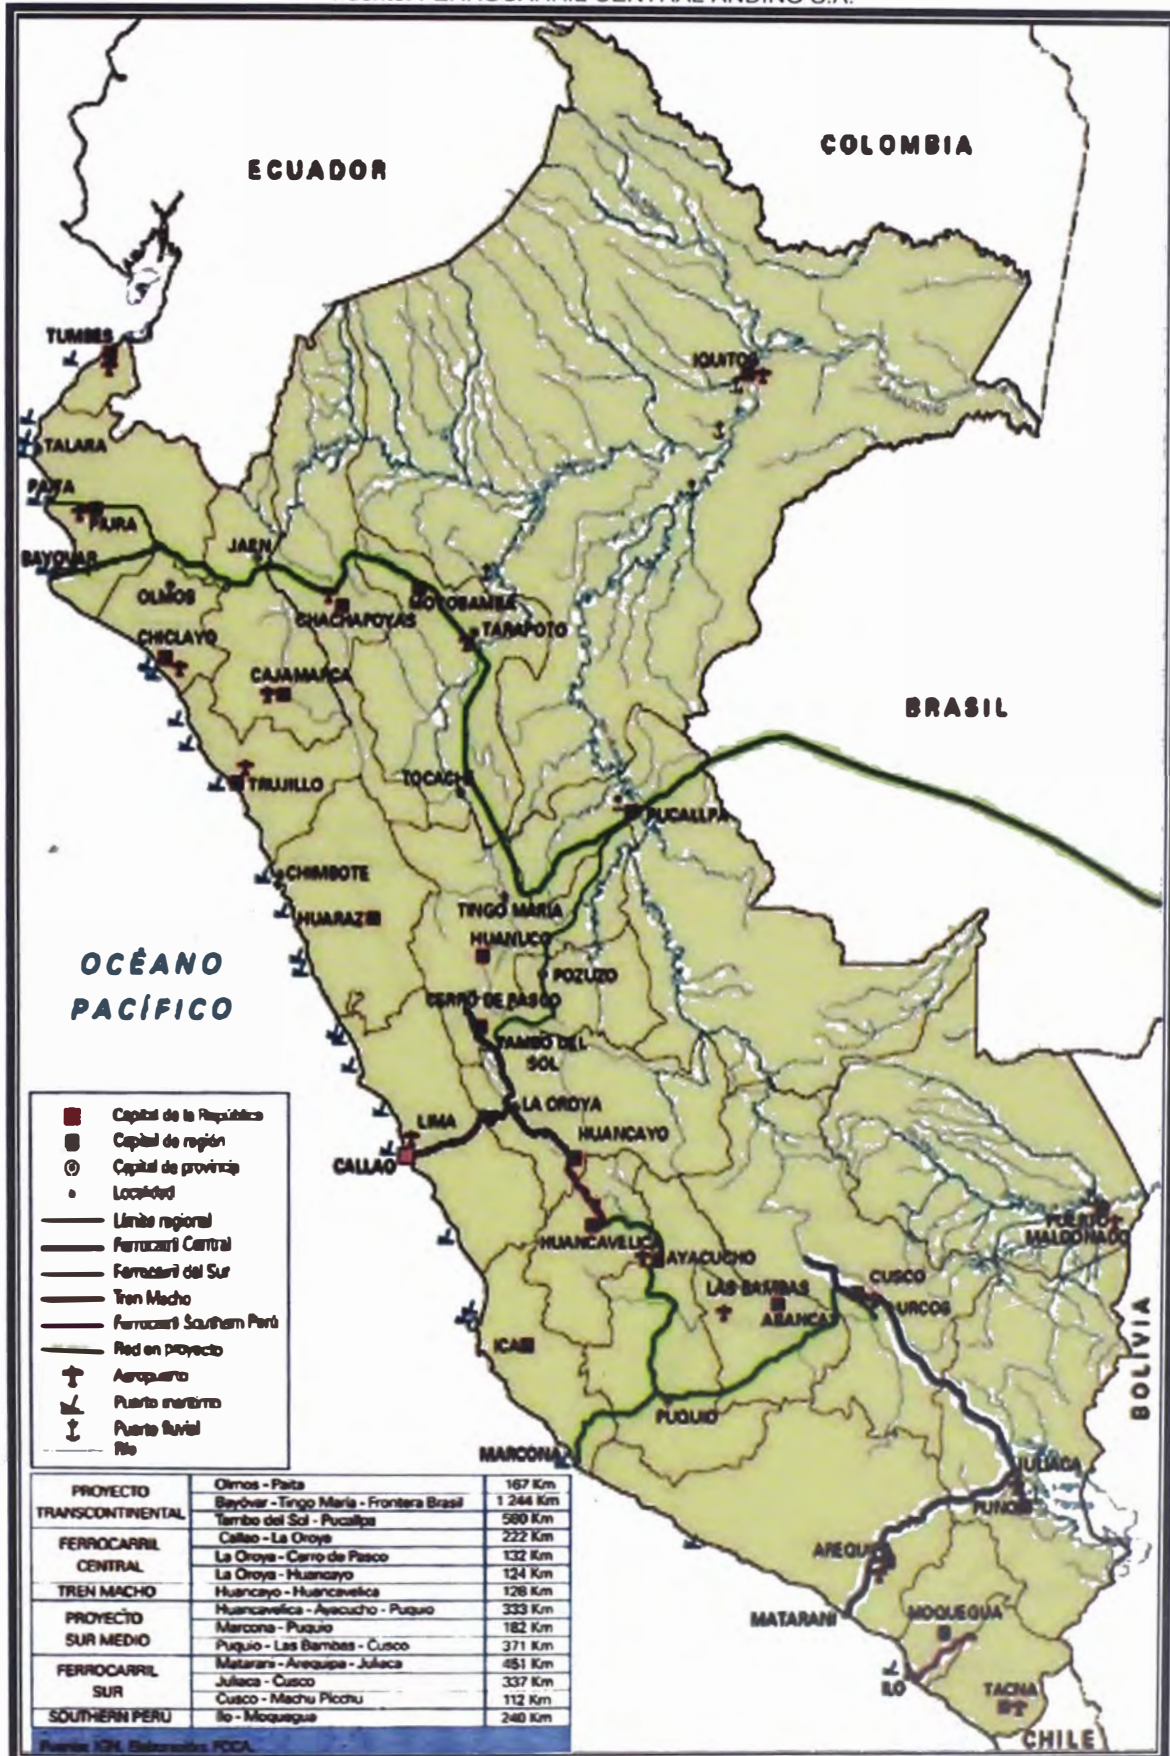 FERROCARRIL CENTRAL ANDINO S.A.
COLOMBIA
ECUADOR
TUMBES
IQUITOS
TALARA
PAITA
PIURA
JAEN
BAYOVAR
OLMOS
MOYOBAMBA
CHACHAPOYAS
TARAPOTO
CHICLAYO
CAJAMARCA
BRASIL
TOCACHE
TRUJILLO
PUCALLPA
CHIMBOTE
TINGO MARIA
HUARAZ
HUANUCO
OCÉANO
PACÍFICO
POZUZO
CERRO DE PASCO
TAMBO DEL
SOL
LA OROYA
LIMA
HUANCAYO
CALLAO
PUERTO
MALDONADO
HUANCAVELICA
AYACUCHO
CUSCO
LAS BAMBAS
URCOS
ABANCAY
ICA
BOLIVIA
PUQUIO
MARCONA
JULIACA
PUNO
AREQUIPA
MATARANI
MOQUEGUA
ILO
TACNA
CHILE
Capital de la República
Capital de región
Capital de provincia
Localidad
Límite regional
Ferrocarril Central
Ferrocarril del Sur
Tren Macho
Ferrocarril Southern Perú
Red en proyecto
Aeropuerto
Puerto marítimo
Puerto fluvial
Río
PROYECTO TRANSCONTINENTAL
Olmos - Paita 167 Km
Bayóvar - Tingo María - Frontera Brasil 1 244 Km
Tambo del Sol - Pucallpa 580 Km
FERROCARRIL CENTRAL
Callao - La Oroya 222 Km
La Oroya - Cerro de Pasco 132 Km
La Oroya - Huancayo 124 Km
TREN MACHO Huancayo - Huancavelica 128 Km
PROYECTO SUR MEDIO
Huancavelica - Ayacucho - Puquio 333 Km
Marcona - Puquio 182 Km
Puquio - Las Bambas - Cusco 371 Km
FERROCARRIL SUR
Matarani - Arequipa - Juliaca 451 Km
Juliaca - Cusco 337 Km
Cusco - Machu Picchu 112 Km
SOUTHERN PERU Ilo - Moquegua 240 Km
Fuente: IGN. Elaboración: FCCA.